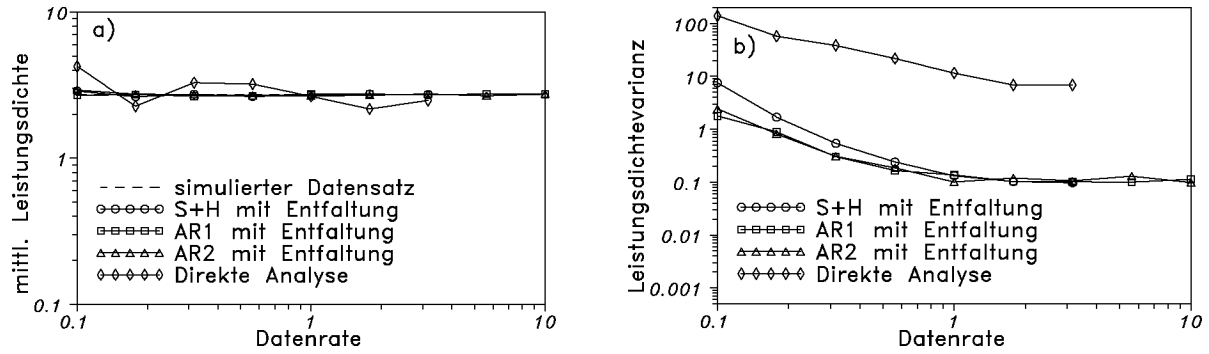 a)
10
1
0.1
mittl. Leistungsdichte
simulierter Datensatz
S+H mit Entfaltung
AR1 mit Entfaltung
AR2 mit Entfaltung
Direkte Analyse
0.1
1
10
Datenrate
b)
100
10
1
0.1
0.01
0.001
Leistungsdichtevarianz
S+H mit Entfaltung
AR1 mit Entfaltung
AR2 mit Entfaltung
Direkte Analyse
0.1
1
10
Datenrate